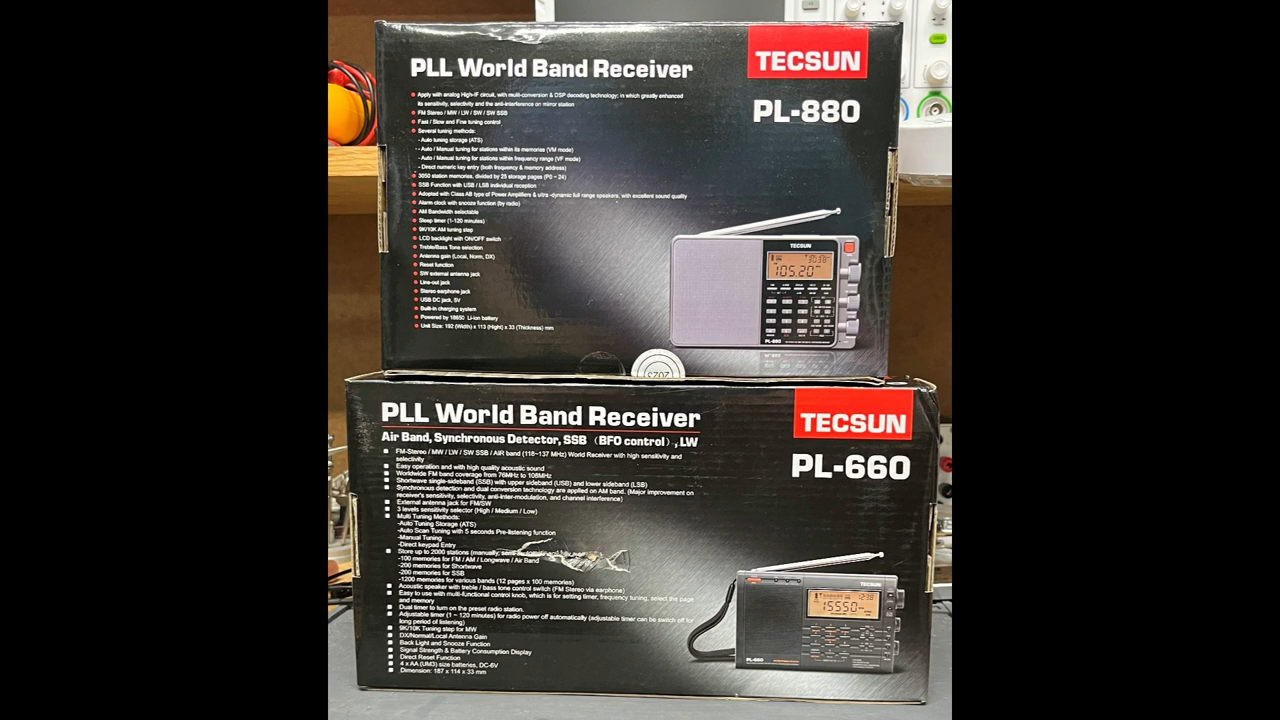 PLL World Band Receiver
TECSUN
PL-880
Apply with analog High-IF circuit, with multi-conversion & DSP decoding technology; in which greatly enhanced
its sensitivity, selectivity and the anti-interference on mirror station
FM Stereo / MW / LW / SW / SW SSB
Fast / Slow and Fine tuning control
Several tuning methods:
- Auto tuning storage (ATS)
- Auto / Manual tuning for stations within its memories (VM mode)
- Auto / Manual tuning for stations within frequency range (VF mode)
- Direct numeric key entry (both frequency & memory address)
3050 station memories, divided by 25 storage pages (P0 ~ 24)
SSB Function with USB / LSB individual reception
Adopted with Class AB type of Power Amplifiers & ultra -dynamic full range speakers, with excellent sound quality
Alarm clock with snooze function (by radio)
AM Bandwidth selectable
Sleep timer (1-120 minutes)
9K/10K AM tuning step
LCD backlight with ON/OFF switch
Treble/Bass Tone selection
Antenna gain (Local, Norm, DX)
Reset function
SW external antenna jack
Line-out jack
Stereo earphone jack
USB DC jack, 5V
Built-in charging system
Powered by 18650 Li-ion battery
Unit Size: 192 (Width) x 113 (Hight) x 33 (Thickness) mm
TECSUN
105.20
PL-880
2023
PLL World Band Receiver
TECSUN
Air Band, Synchronous Detector, SSB (BFO control), LW
PL-660
FM-Stereo / MW / LW / SW SSB / AIR band (118~137 MHz) World Receiver with high sensitivity and
selectivity
Easy operation and with high quality acoustic sound
Worldwide FM band coverage from 76MHz to 108MHz
Shortwave single-sideband (SSB) with upper sideband (USB) and lower sideband (LSB)
Synchronous detection and dual conversion technology are applied on AM band. (Major improvement on
receiver's sensitivity, selectivity, anti-inter-modulation, and channel interference)
External antenna jack for FM/SW
3 levels sensitivity selector (High / Medium / Low)
Multi Tuning Methods:
-Auto Tuning Storage (ATS)
-Auto Scan Tuning with 5 seconds Pre-listening function
-Manual Tuning
-Direct keypad Entry
Store up to 2000 stations (manually, semi
-100 memories for FM / AM / Longwave / Air Band
-200 memories for Shortwave
-200 memories for SSB
-1200 memories for various bands (12 pages x 100 memories)
Acoustic speaker with treble / bass tone control switch (FM Stereo via earphone)
Easy to use with multi-functional control knob, which is for setting timer, frequency tuning, select the page
and memory
Dual timer to turn on the preset radio station.
Adjustable timer (1 ~ 120 minutes) for radio power off automatically (adjustable timer can be switch off for
long period of listening)
9K/10K Tuning step for MW
DX/Normal/Local Antenna Gain
Back Light and Snooze Function
Signal Strength & Battery Consumption Display
Direct Reset Function
4 x AA (UM3) size batteries, DC-6V
Dimension: 187 x 114 x 33 mm
TECSUN
12:38
15550
PL-660